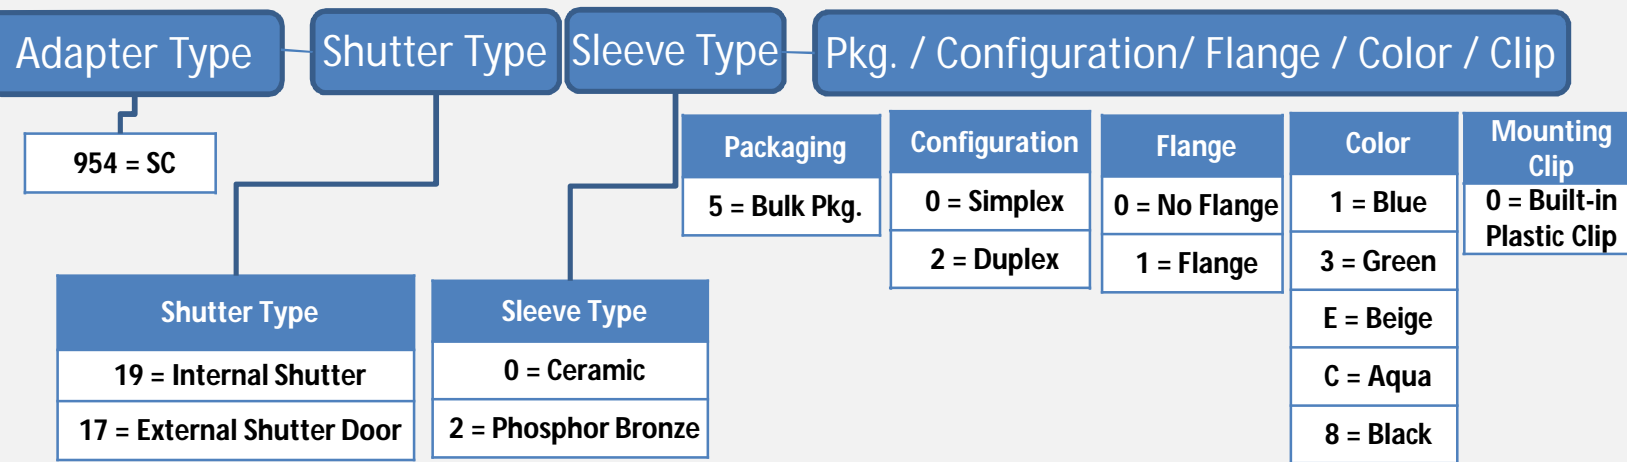 Adapter Type
Shutter Type
Sleeve Type
Pkg. / Configuration/ Flange / Color / Clip
954 = SC
Shutter Type
19 = Internal Shutter
17 = External Shutter Door
Sleeve Type
0 = Ceramic
2 = Phosphor Bronze
Packaging
5 = Bulk Pkg.
Configuration
0 = Simplex
2 = Duplex
Flange
0 = No Flange
1 = Flange
Color
1 = Blue
3 = Green
E = Beige
C = Aqua
8 = Black
Mounting
Clip
0 = Built-in
Plastic Clip